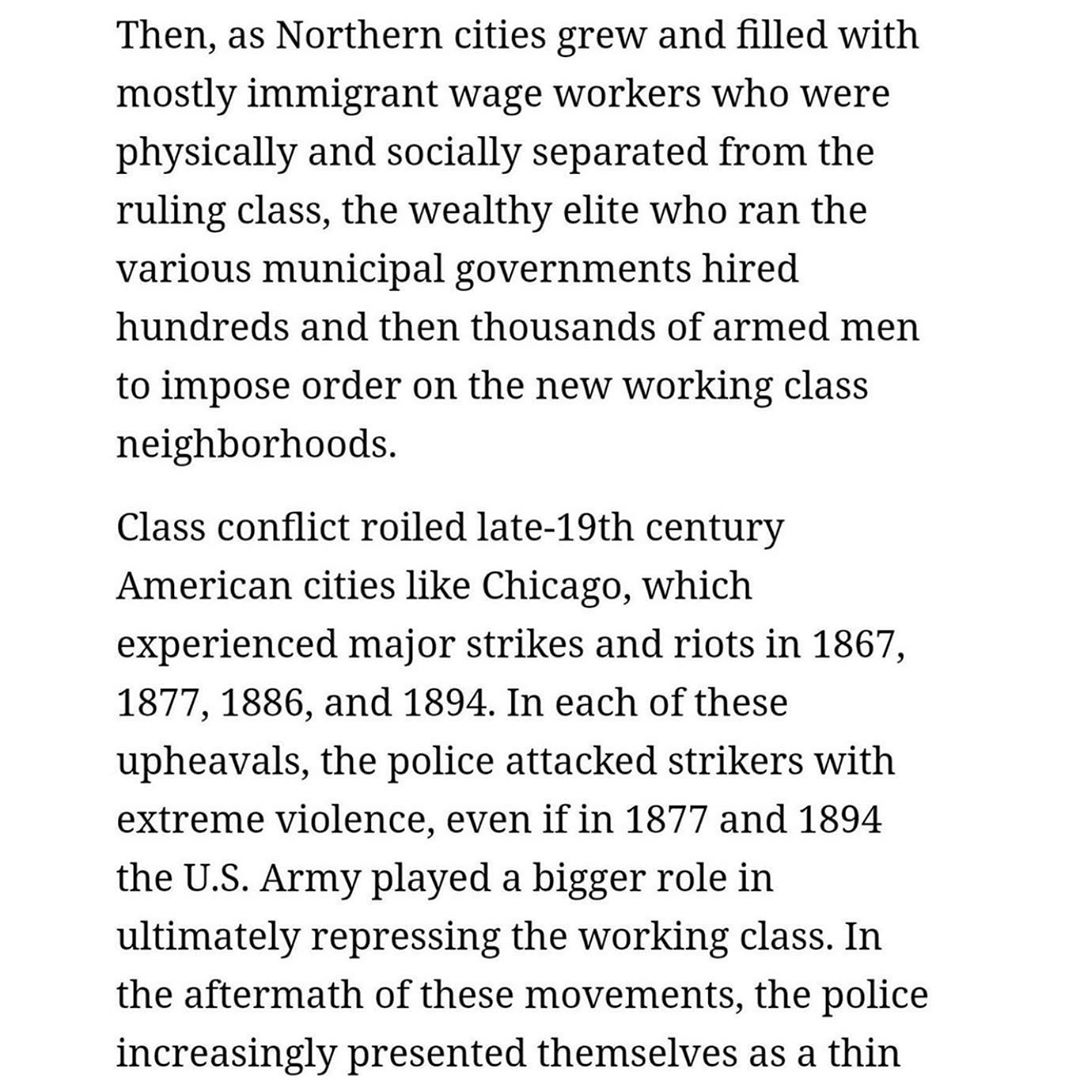 Then, as Northern cities grew and filled with
mostly immigrant wage workers who were
physically and socially separated from the
ruling class, the wealthy elite who ran the
various municipal governments hired
hundreds and then thousands of armed men
to impose order on the new working class
neighborhoods.
Class conflict roiled late-19th century
American cities like Chicago, which
experienced major strikes and riots in 1867,
1877, 1886, and 1894. In each of these
upheavals, the police attacked strikers with
extreme violence, even if in 1877 and 1894
the U.S. Army played a bigger role in
ultimately repressing the working class. In
the aftermath of these movements, the police
increasingly presented themselves as a thin